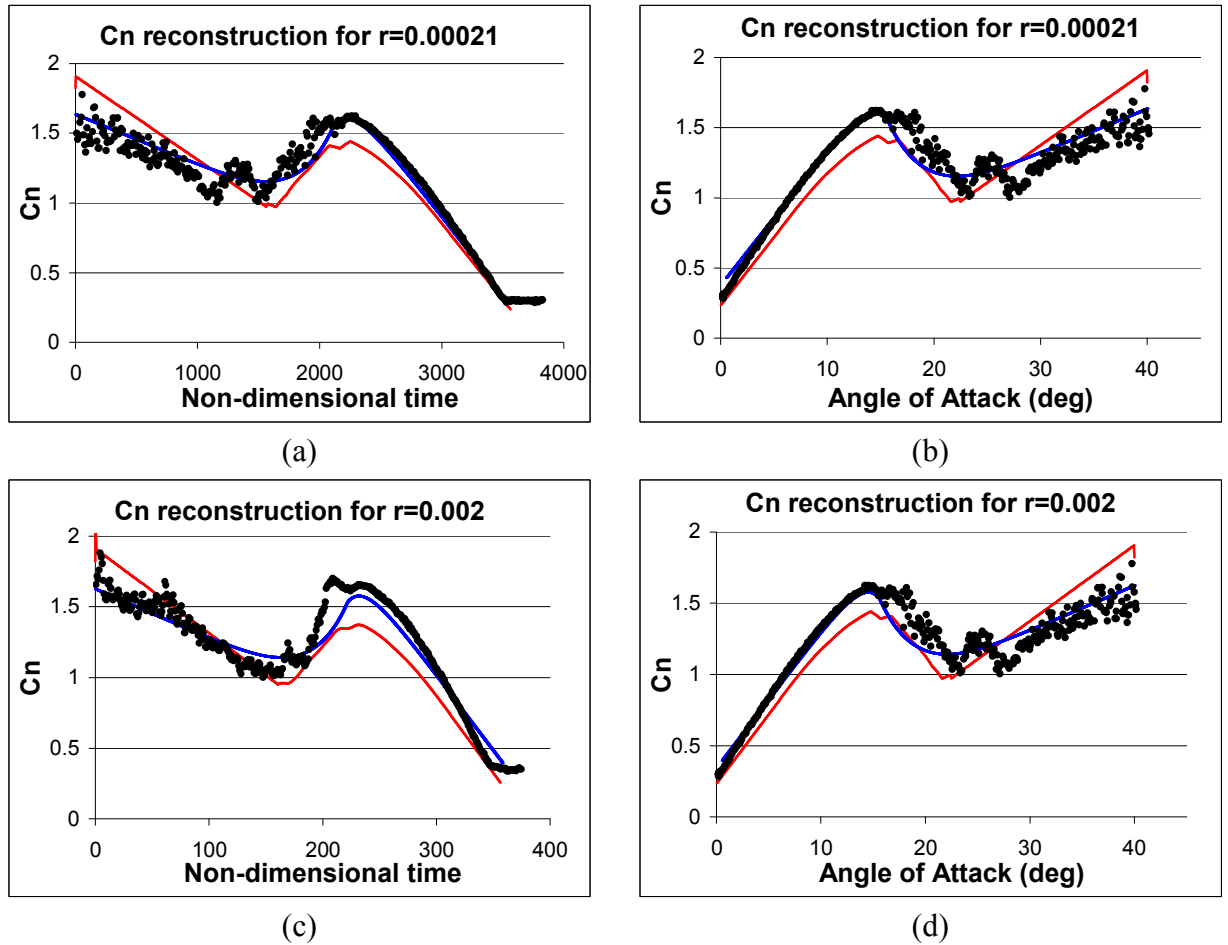 Cn reconstruction for r=0.00021
2
1.5
1
0.5
0
Cn
0 1000 2000 3000 4000
Non-dimensional time
(a)
Cn reconstruction for r=0.00021
2
1.5
1
0.5
0
Cn
0 10 20 30 40
Angle of Attack (deg)
(b)
Cn reconstruction for r=0.002
2
1.5
1
0.5
0
Cn
0 100 200 300 400
Non-dimensional time
(c)
Cn reconstruction for r=0.002
2
1.5
1
0.5
0
Cn
0 10 20 30 40
Angle of Attack (deg)
(d)